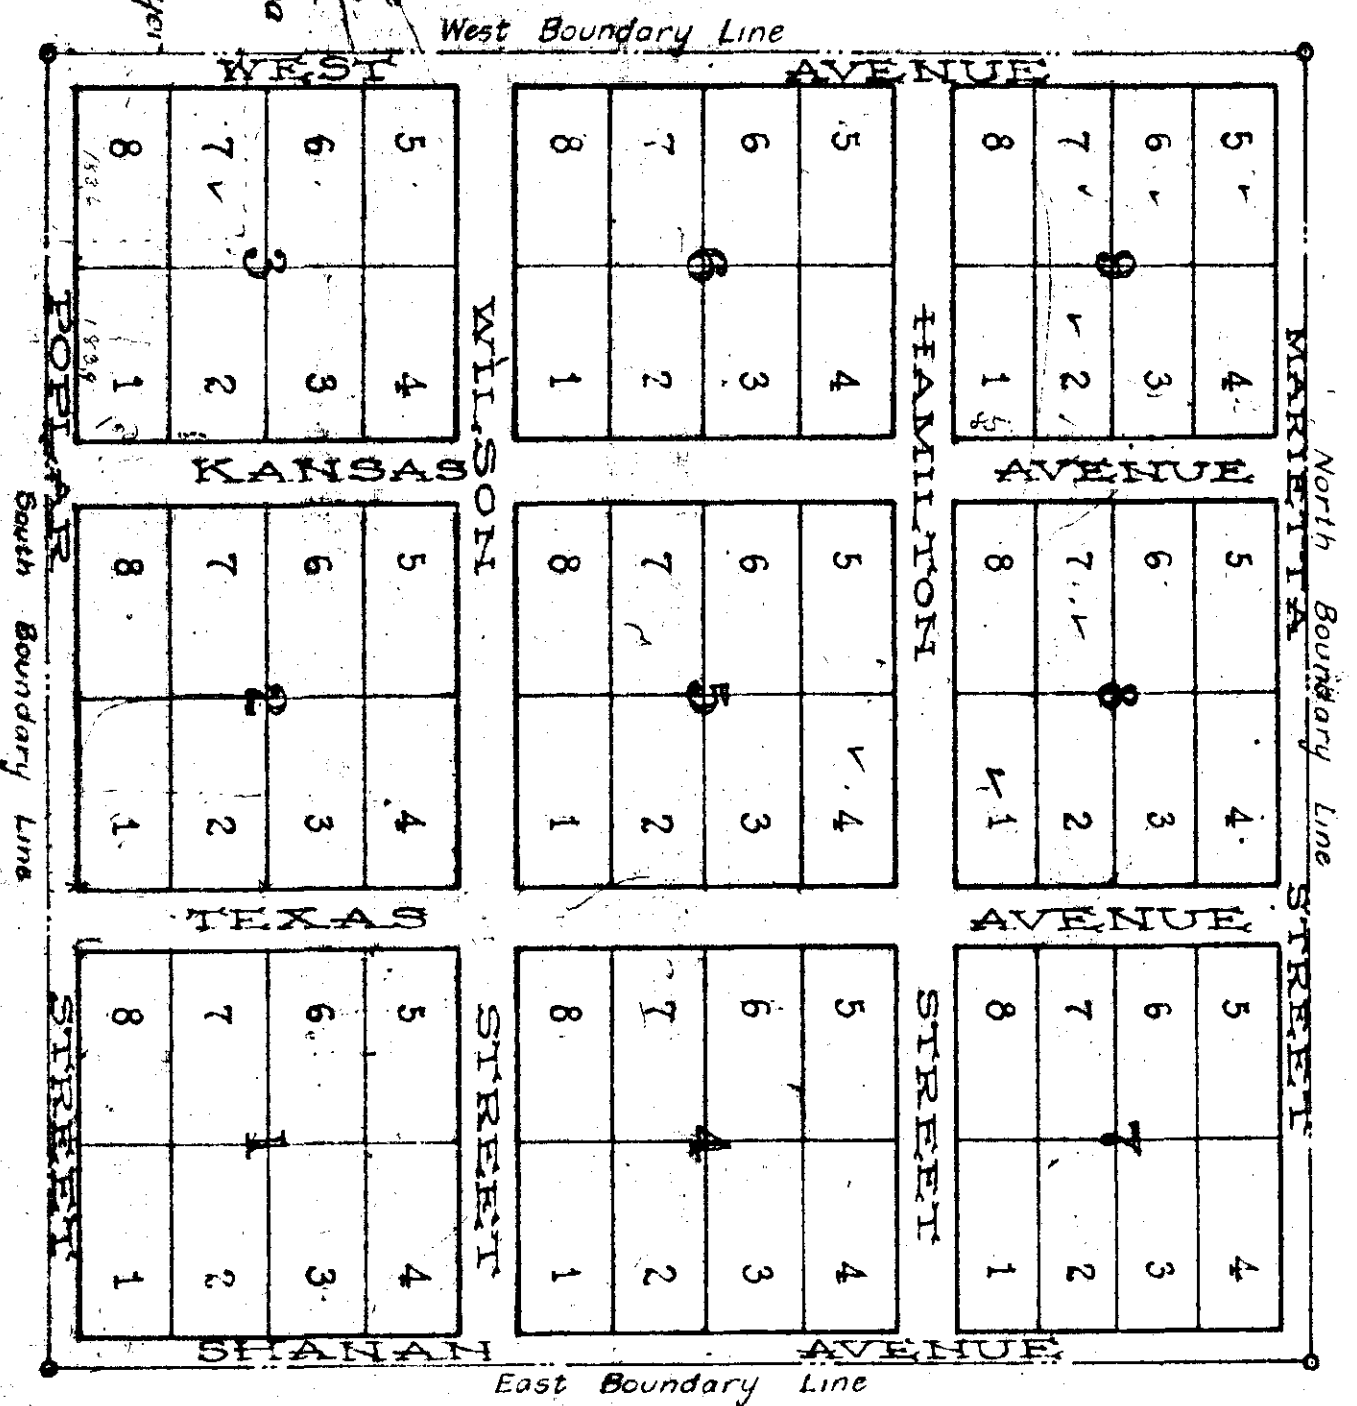 West Boundary Line
WEST AVENUE
8 7 6 5
8 7 6 5
8 7 6 5
1836
3
6
9
1839
1 2 3 4
1 2 3 4
1 2 3 4
KANSAS AVENUE
8 7 6 5
8 7 6 5
8 7 6 5
2
5
8
1 2 3 4
1 2 3 4
1 2 3 4
TEXAS AVENUE
8 7 6 5
8 7 6 5
8 7 6 5
1
4
7
1 2 3 4
1 2 3 4
1 2 3 4
SHANAN AVENUE
East Boundary Line
South Boundary Line
POPLAR STREET
WILSON STREET
HAMILTON STREET
MARIETTA STREET
North Boundary Line